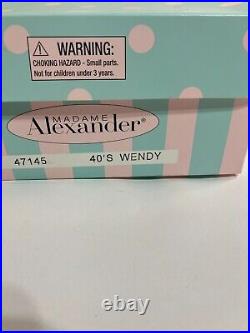 WARNING:
CHOKING HAZARD - Small parts.
Not for children under 3 years.
MADAME
Alexander®
47145 40'S WENDY